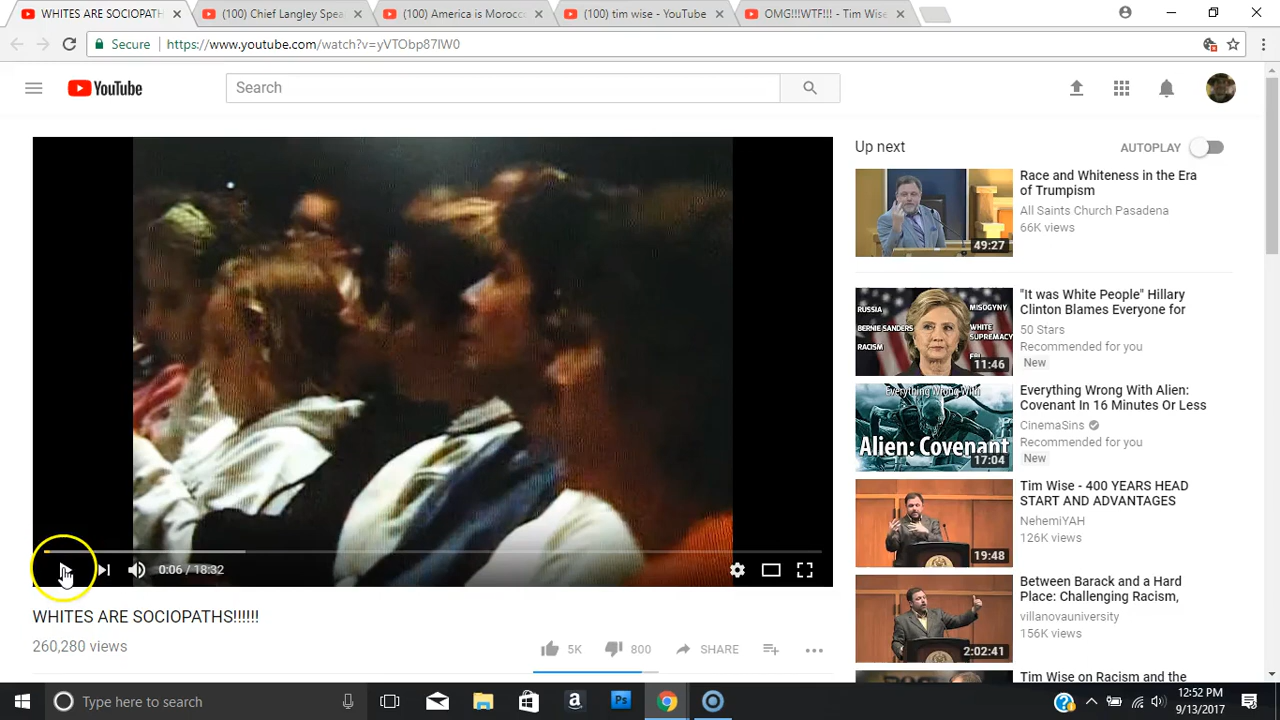 WHITES ARE SOCIOPATH
(100) Chief Langley Spea
(100) America is Morocc
(100) tim wise - YouTube
OMG!!!WTF!!! - Tim Wise
Secure
https://www.youtube.com/watch?v=yVTObp87IW0
YouTube
Search
Up next
AUTOPLAY
Race and Whiteness in the Era
of Trumpism
All Saints Church Pasadena
66K views
49:27
"It was White People" Hillary
Clinton Blames Everyone for
50 Stars
Recommended for you
New
RUSSIA
BERNIE SANDERS
RACISM
MISOGYNY
WHITE
SUPREMACY
FBI
11:46
Everything Wrong With Alien:
Covenant In 16 Minutes Or Less
CinemaSins
Recommended for you
New
Everything Wrong With
Alien: Covenant
17:04
Tim Wise - 400 YEARS HEAD
START AND ADVANTAGES
NehemiYAH
126K views
19:48
Between Barack and a Hard
Place: Challenging Racism,
villanovauniversity
156K views
2:02:41
Tim Wise on Racism and the
0:06 / 18:32
WHITES ARE SOCIOPATHS!!!!!!
260,280 views
5K
800
SHARE
Type here to search
12:52 PM
9/13/2017